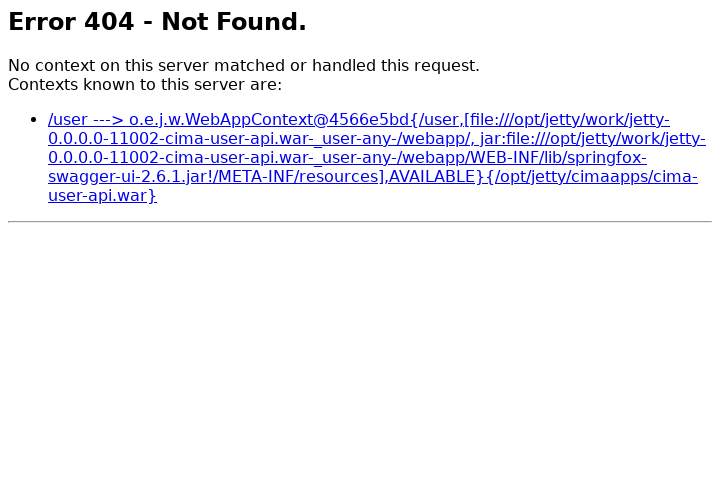 Error 404 - Not Found.
No context on this server matched or handled this request.
Contexts known to this server are:
• /user ---> o.e.j.w.WebAppContext@4566e5bd{/user,[file:///opt/jetty/work/jetty-
0.0.0.0-11002-cima-user-api.war-_user-any-/webapp/, jar:file:///opt/jetty/work/jetty-
0.0.0.0-11002-cima-user-api.war-_user-any-/webapp/WEB-INF/lib/springfox-
swagger-ui-2.6.1.jar!/META-INF/resources],AVAILABLE}{/opt/jetty/cimaapps/cima-
user-api.war}